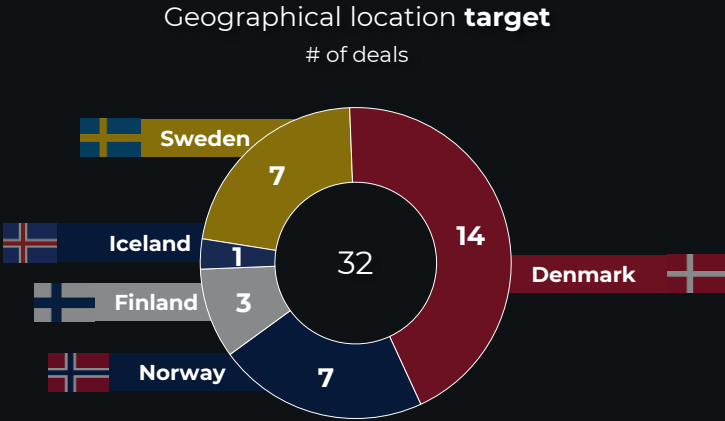 Geographical location target
# of deals
Sweden
7
14
Iceland
1
32
Denmark
Finland
3
Norway
7